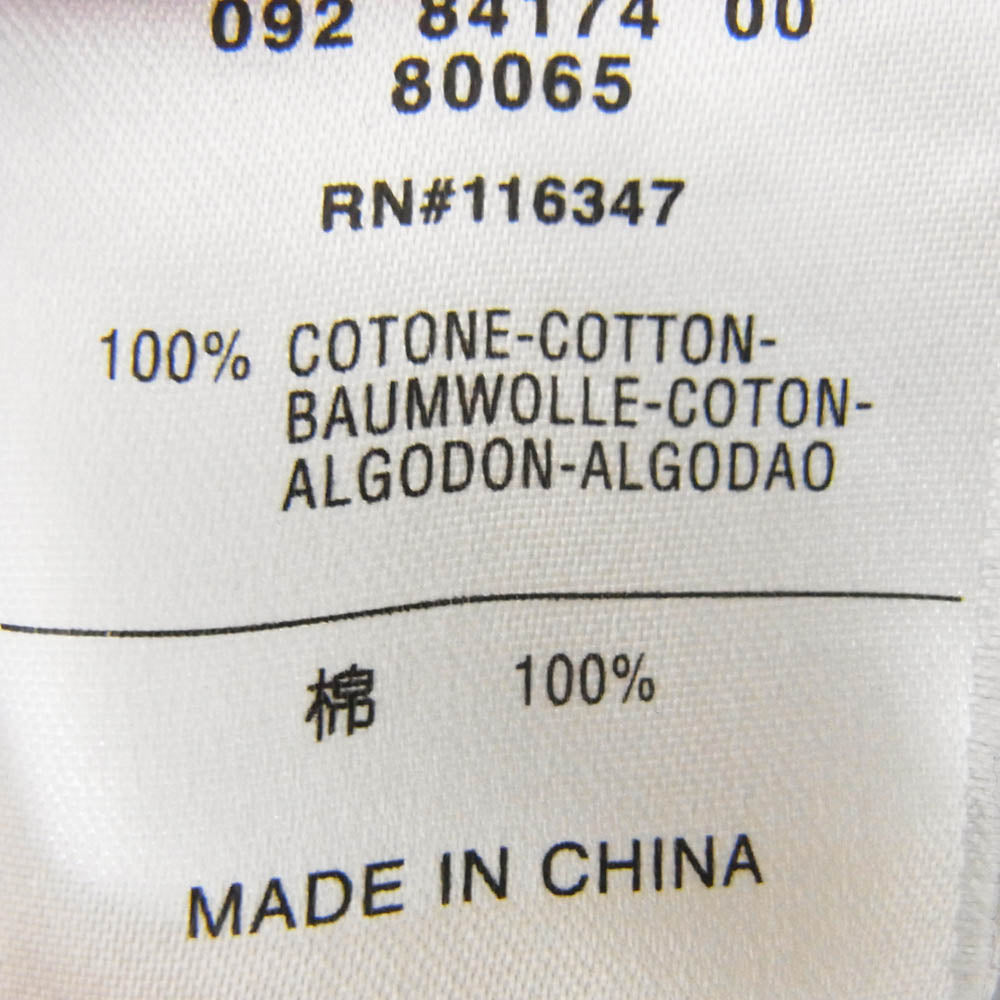 092 84174 00
80065
RN#116347
100% COTONE-COTTON-
BAUMWOLLE-COTON-
ALGODON-ALGODAO
棉 100%
MADE IN CHINA